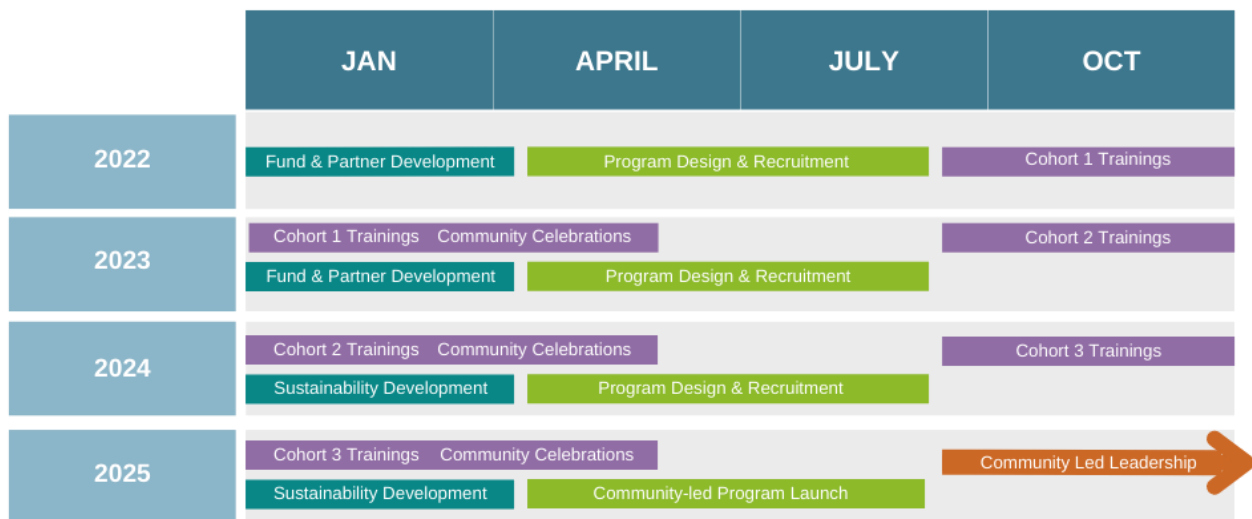 JAN APRIL JULY OCT
2022
Fund & Partner Development Program Design & Recruitment Cohort 1 Trainings
2023
Cohort 1 Trainings Community Celebrations Cohort 2 Trainings
Fund & Partner Development Program Design & Recruitment
2024
Cohort 2 Trainings Community Celebrations Cohort 3 Trainings
Sustainability Development Program Design & Recruitment
2025
Cohort 3 Trainings Community Celebrations Community Led Leadership
Sustainability Development Community-led Program Launch